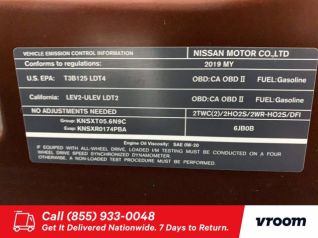 VEHICLE EMISSION CONTROL INFORMATION NISSAN MOTOR CO.,LTD
Conforms to regulations: 2019 MY
U.S. EPA: T3B125 LDT4 OBD:CA OBD II FUEL:Gasoline
California: LEV2-ULEV LDT2 OBD:CA OBD II FUEL:Gasoline
NO ADJUSTMENTS NEEDED 2TWC(2)/2HO2S/2WR-HO2S/DFI
Group: KNSXT05.6N9C
Evap: KNSXR0174PBA 6JB0B
Engine Oil Viscosity: SAE 0W-20
IF EQUIPPED WITH ALL-WHEEL DRIVE, LOADED I/M TESTING MUST BE CONDUCTED ON A FOUR
WHEEL DRIVE SPEED SYNCHRONIZED DYNAMOMETER.
OTHERWISE, A NON-LOADED TEST PROCEDURE MUST BE PERFORMED.
Call (855) 933-0048
Get It Delivered Nationwide. 7 Days to Return.
vroom